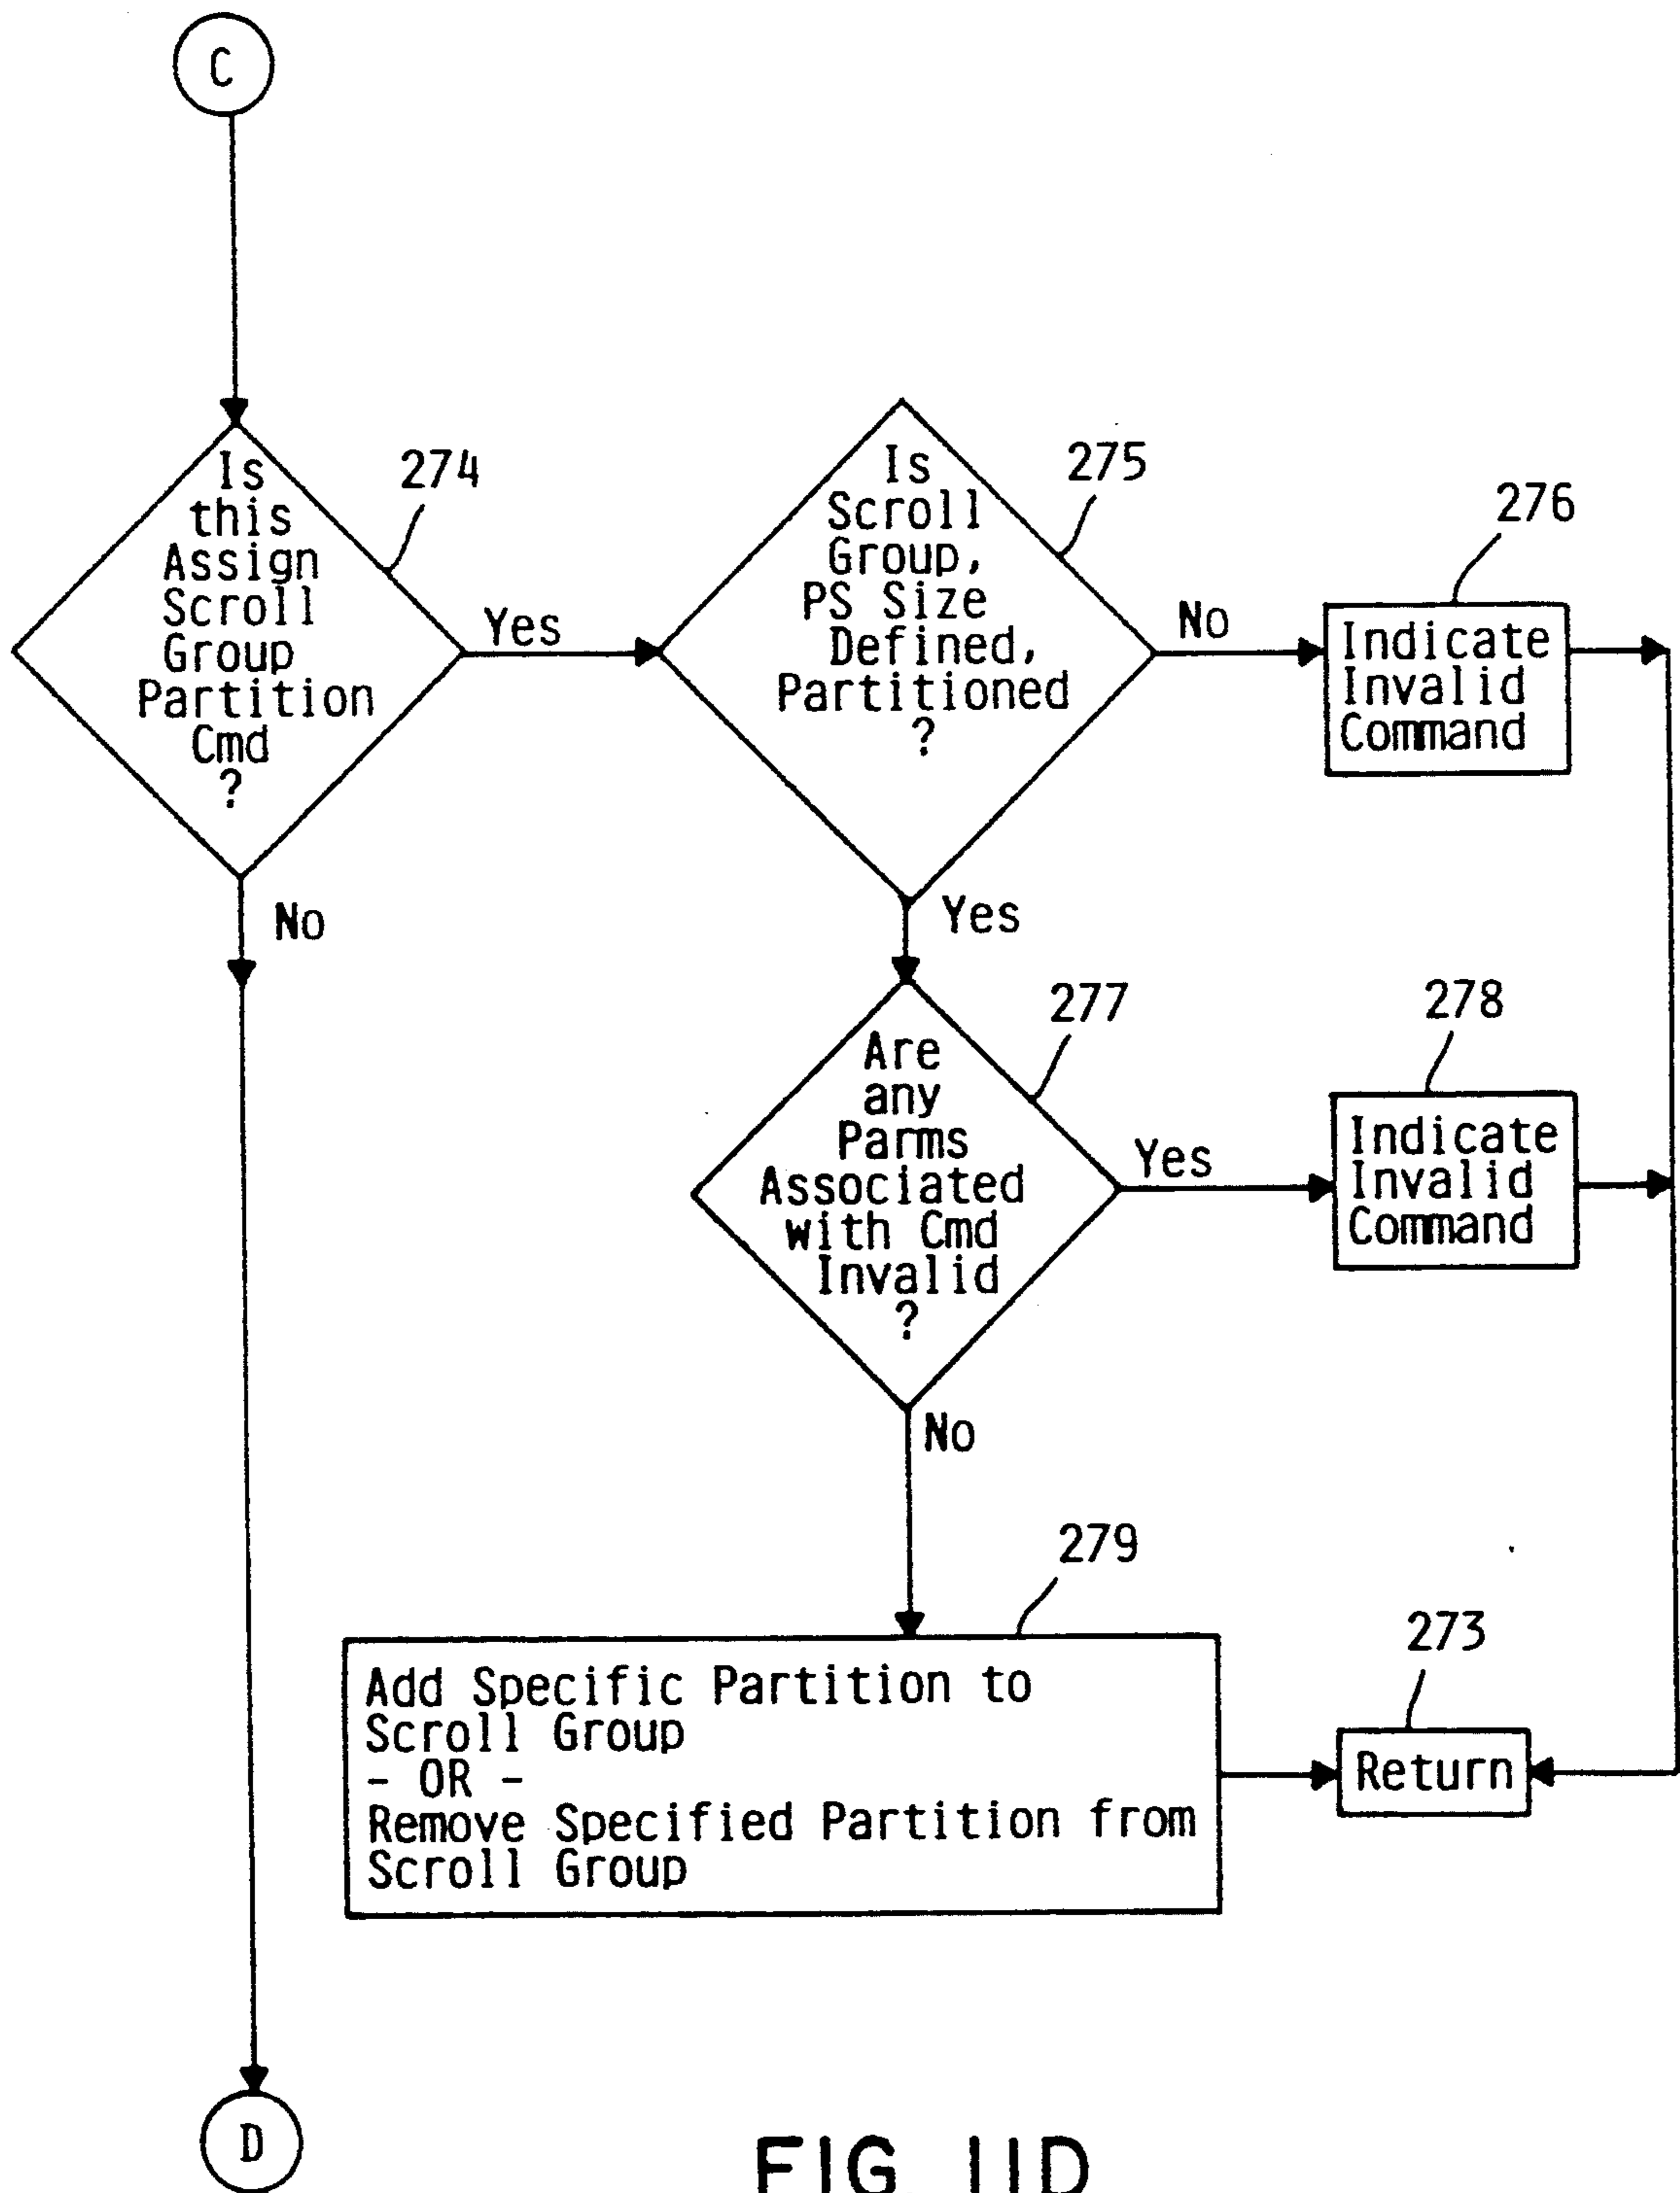 C
Is
this
Assign
Scroll
Group
Partition
Cmd
?
274
Yes
No
Is
Scroll
Group,
PS Size
Defined,
Partitioned
?
275
No
Yes
276
Indicate
Invalid
Command
Are
any
Parms
Associated
with Cmd
Invalid
?
277
Yes
No
278
Indicate
Invalid
Command
279
Add Specific Partition to
Scroll Group
- OR -
Remove Specified Partition from
Scroll Group
273
Return
D
FIG. 11D